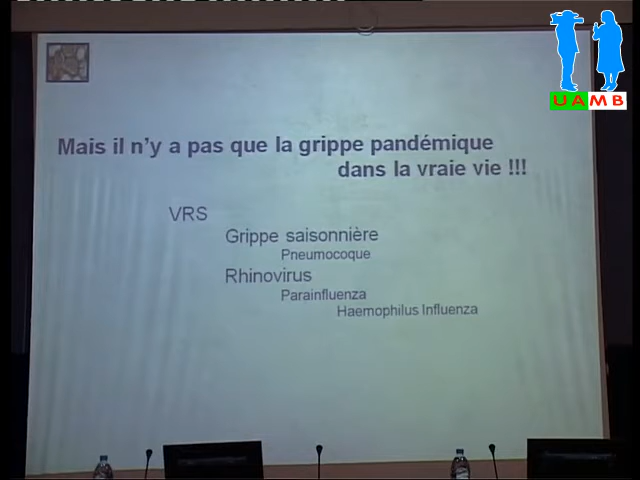 UAMB
Mais il n'y a pas que la grippe pandémique
dans la vraie vie !!!
VRS
Grippe saisonnière
Pneumocoque
Rhinovirus
Parainfluenza
Haemophilus Influenza